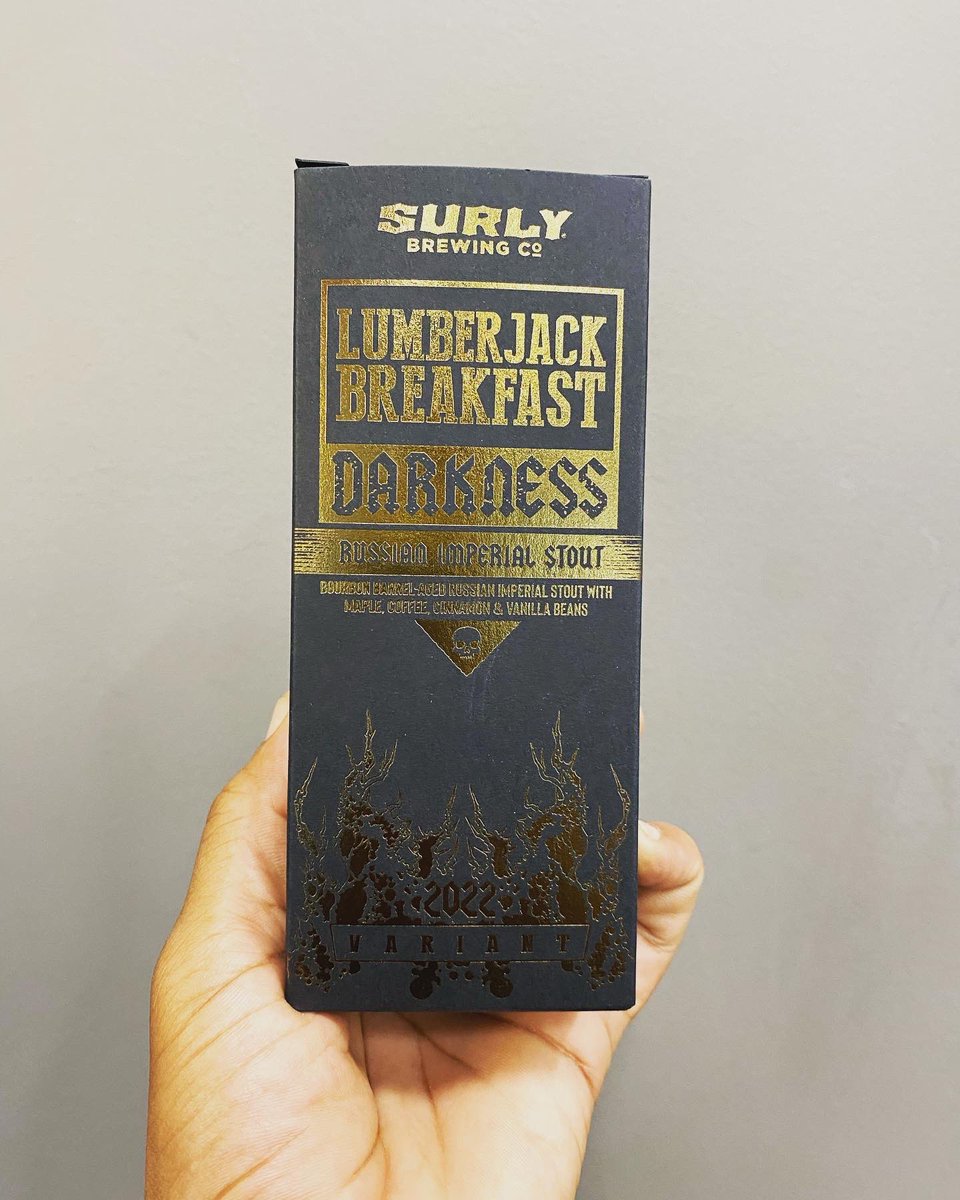 SURLY
BREWING Cº
LUMBERJACK
BREAKFAST
DARKNESS
RUSSIAN IMPERIAL STOUT
BOURBON BARREL-AGED RUSSIAN IMPERIAL STOUT WITH
MAPLE, COFFEE, CINNAMON & VANILLA BEANS
2022
VARIANT